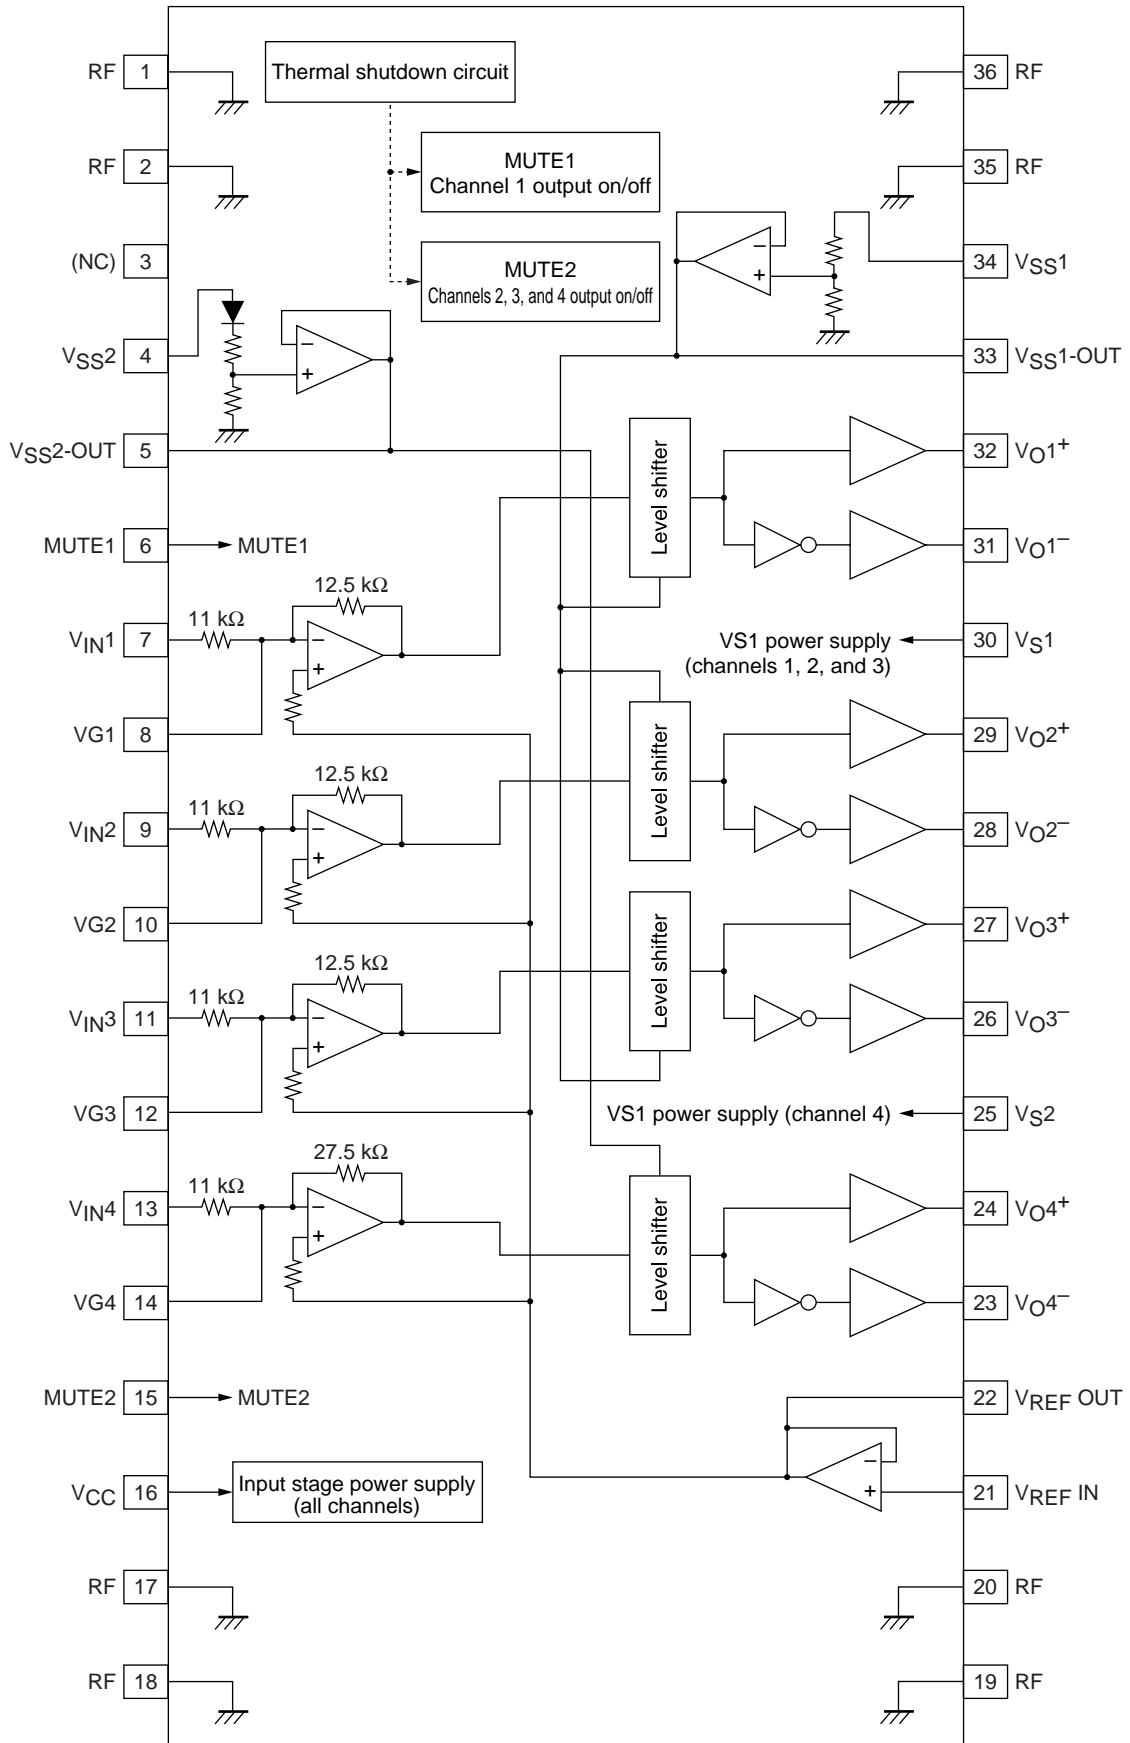 RF 1
Thermal shutdown circuit
36 RF
RF 2
MUTE1
Channel 1 output on/off
35 RF
(NC) 3
MUTE2
Channels 2, 3, and 4 output on/off
−
+
34 VSS1
VSS2 4
−
+
33 VSS1-OUT
VSS2-OUT 5
Level shifter
32 VO1+
MUTE1 6 MUTE1
31 VO1−
12.5 kΩ
11 kΩ
VIN1 7
−
+
VS1 power supply
(channels 1, 2, and 3)
30 VS1
VG1 8
Level shifter
29 VO2+
12.5 kΩ
11 kΩ
VIN2 9
−
+
28 VO2−
VG2 10
Level shifter
27 VO3+
12.5 kΩ
11 kΩ
VIN3 11
−
+
26 VO3−
VG3 12
VS1 power supply (channel 4)
25 VS2
27.5 kΩ
11 kΩ
VIN4 13
−
+
Level shifter
24 VO4+
VG4 14
23 VO4−
MUTE2 15 MUTE2
22 VREF OUT
VCC 16
Input stage power supply
(all channels)
−
+
21 VREF IN
RF 17
20 RF
RF 18
19 RF